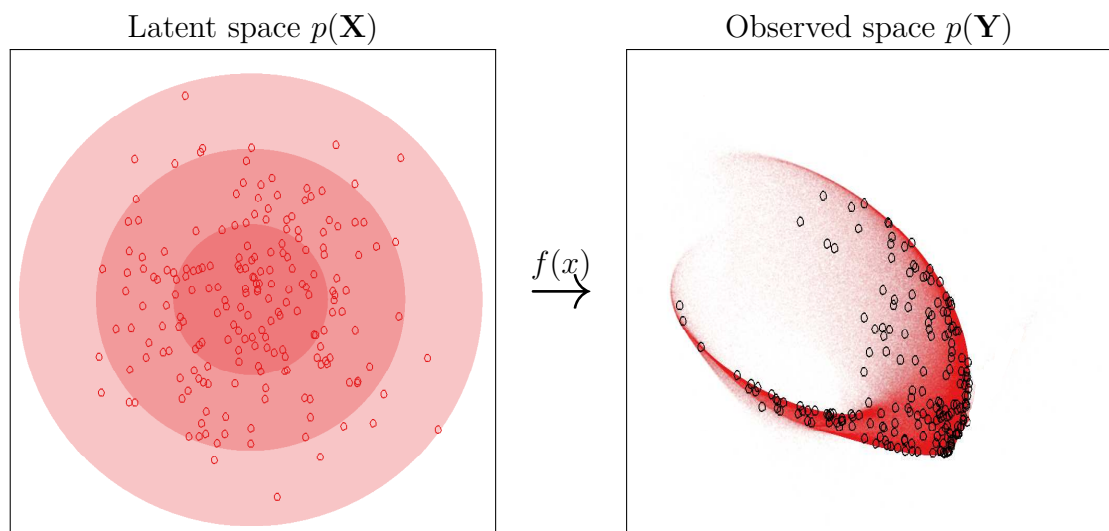 Latent space p(X)
Observed space p(Y)
f(x)